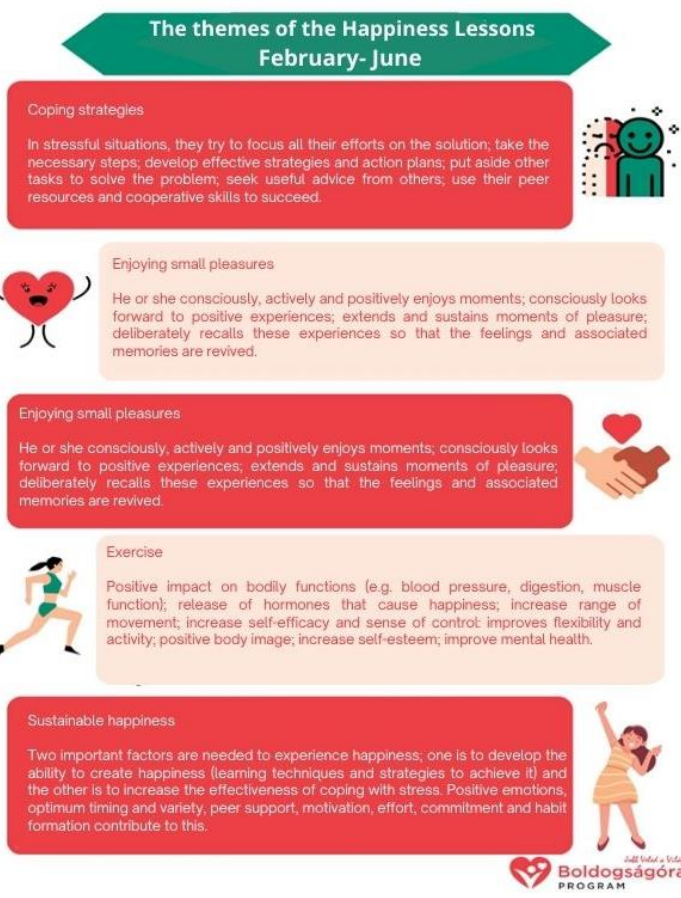 The themes of the Happiness Lessons
February- June
Coping strategies
In stressful situations, they try to focus all their efforts on the solution; take the
necessary steps; develop effective strategies and action plans; put aside other
tasks to solve the problem; seek useful advice from others; use their peer
resources and cooperative skills to succeed.
Enjoying small pleasures
He or she consciously, actively and positively enjoys moments; consciously looks
forward to positive experiences; extends and sustains moments of pleasure;
deliberately recalls these experiences so that the feelings and associated
memories are revived.
Enjoying small pleasures
He or she consciously, actively and positively enjoys moments; consciously looks
forward to positive experiences; extends and sustains moments of pleasure;
deliberately recalls these experiences so that the feelings and associated
memories are revived.
Exercise
Positive impact on bodily functions (e.g. blood pressure, digestion, muscle
function); release of hormones that cause happiness; increase range of
movement; increase self-efficacy and sense of control: improves flexibility and
activity; positive body image; increase self-esteem; improve mental health.
Sustainable happiness
Two important factors are needed to experience happiness; one is to develop the
ability to create happiness (learning techniques and strategies to achieve it) and
the other is to increase the effectiveness of coping with stress. Positive emotions,
optimum timing and variety, peer support, motivation, effort, commitment and habit
formation contribute to this.
Boldogságóra
PROGRAM